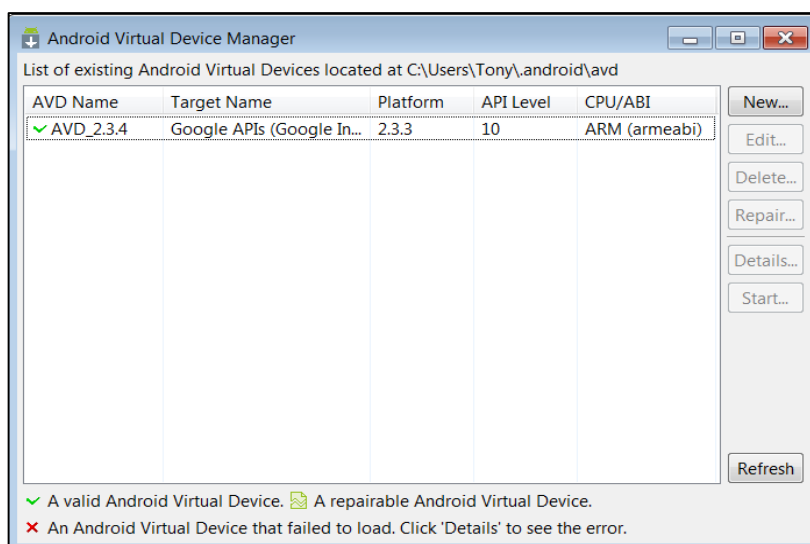 Android Virtual Device Manager
List of existing Android Virtual Devices located at C:\Users\Tony\.android\avd
AVD Name Target Name Platform API Level CPU/ABI
AVD_2.3.4 Google APIs (Google In... 2.3.3 10 ARM (armeabi)
New...
Edit...
Delete...
Repair...
Details...
Start...
Refresh
A valid Android Virtual Device. A repairable Android Virtual Device.
An Android Virtual Device that failed to load. Click 'Details' to see the error.